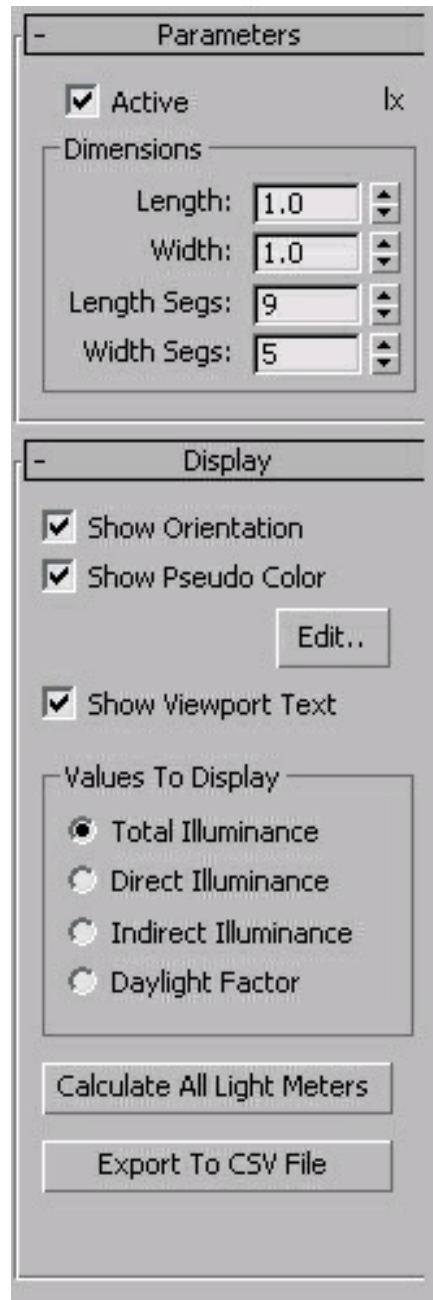 - Parameters
Active lx
Dimensions
Length: 1.0
Width: 1.0
Length Segs: 9
Width Segs: 5
- Display
Show Orientation
Show Pseudo Color
Edit..
Show Viewport Text
Values To Display
Total Illuminance
Direct Illuminance
Indirect Illuminance
Daylight Factor
Calculate All Light Meters
Export To CSV File